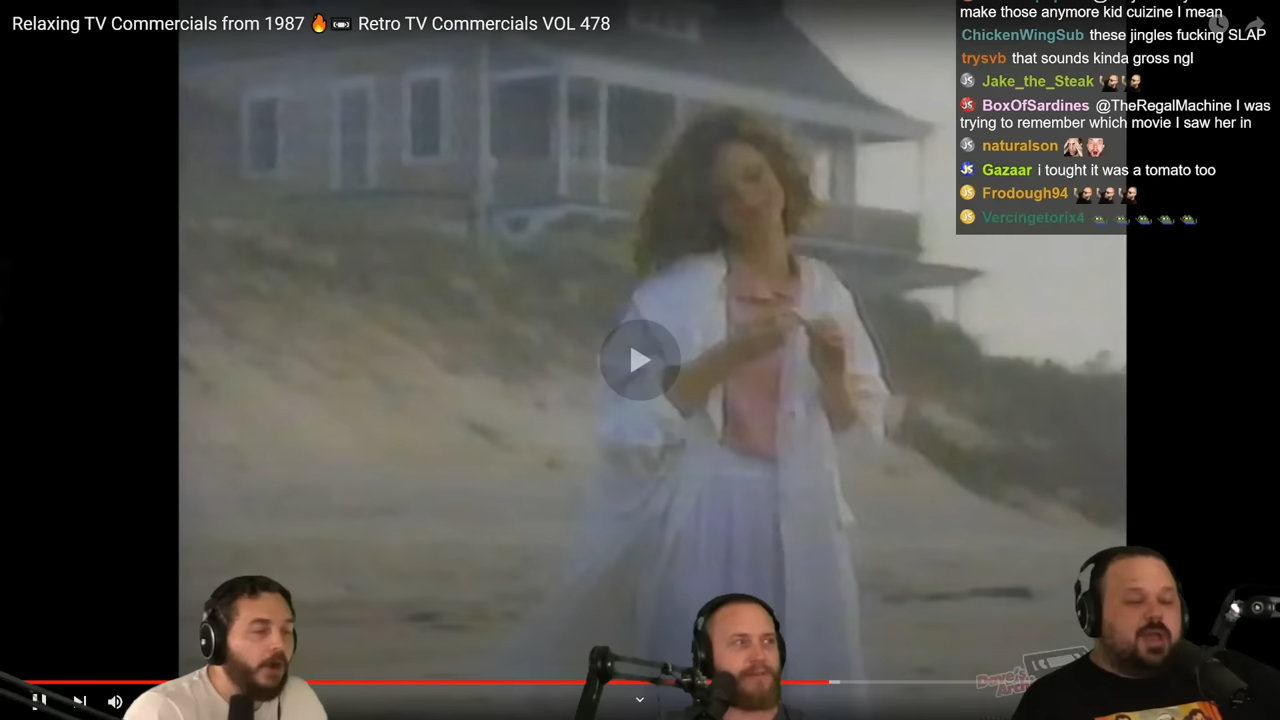 Relaxing TV Commercials from 1987 🔥📼 Retro TV Commercials VOL 478
make those anymore kid cuizine I mean
ChickenWingSub these jingles fucking SLAP
trysvb that sounds kinda gross ngl
Jake_the_Steak
BoxOfSardines @TheRegalMachine I was
trying to remember which movie I saw her in
naturalson
Gazaar i tought it was a tomato too
Frodough94
Vercingetorix4
Dave's